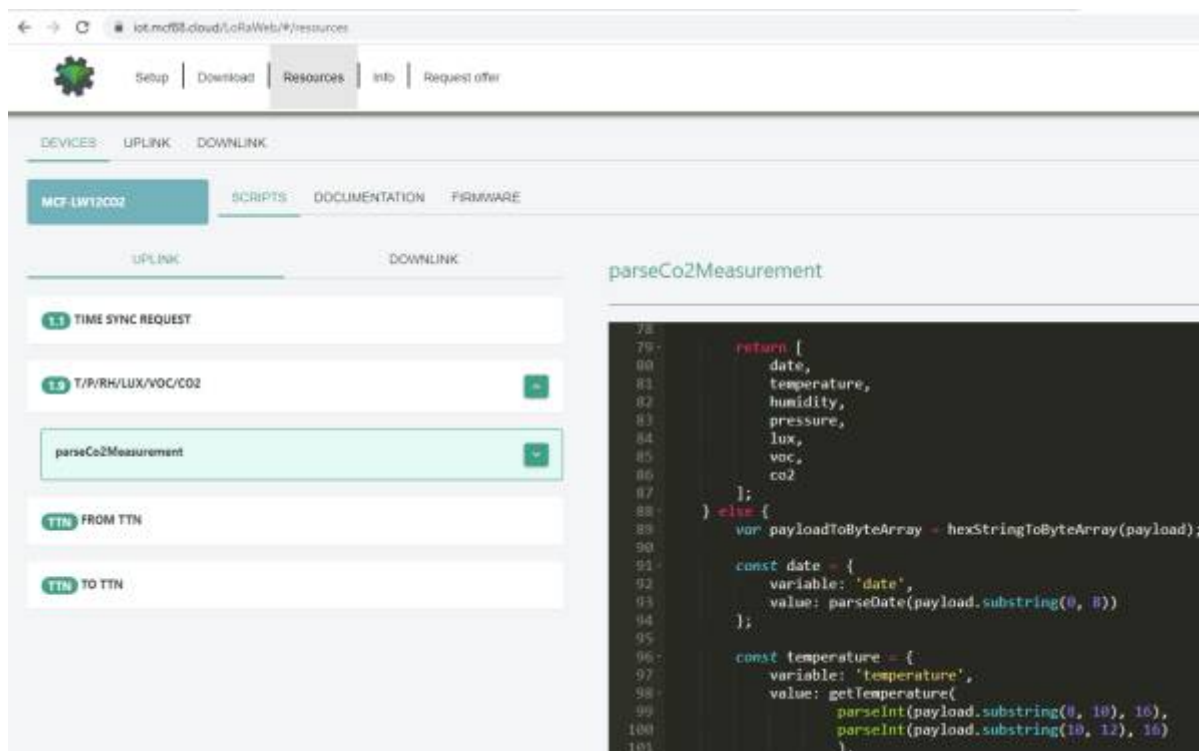 iot.mcf88.cloud/LoRaWeb/#/resources
Setup Download Resources Info Request offer
DEVICES UPLINK DOWNLINK
MCF-LW12CO2 SCRIPTS DOCUMENTATION FIRMWARE
UPLINK DOWNLINK
1.1 TIME SYNC REQUEST
1.9 T/P/RH/LUX/VOC/CO2
parseCo2Measurement
TTN FROM TTN
TTN TO TTN
parseCo2Measurement
78
79 return [
80 date,
81 temperature,
82 humidity,
83 pressure,
84 lux,
85 voc,
86 co2
87 ];
88 } else {
89 var payloadToByteArray = hexStringToByteArray(payload);
90
91 const date = {
92 variable: 'date',
93 value: parseDate(payload.substring(0, 8))
94 };
95
96 const temperature = {
97 variable: 'temperature',
98 value: getTemperature(
99 parseInt(payload.substring(8, 10), 16),
100 parseInt(payload.substring(10, 12), 16)
101 )